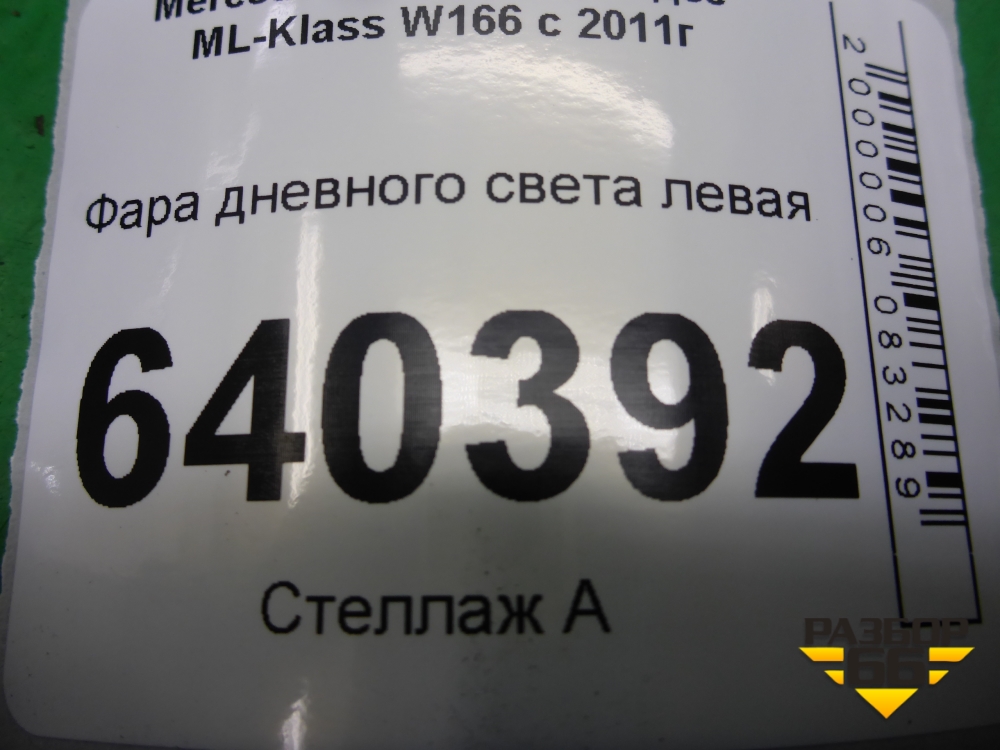 ML-Klass W166 с 2011г
Фара дневного света левая
640392
Стеллаж А
2000006083289
РАЗБОР
66